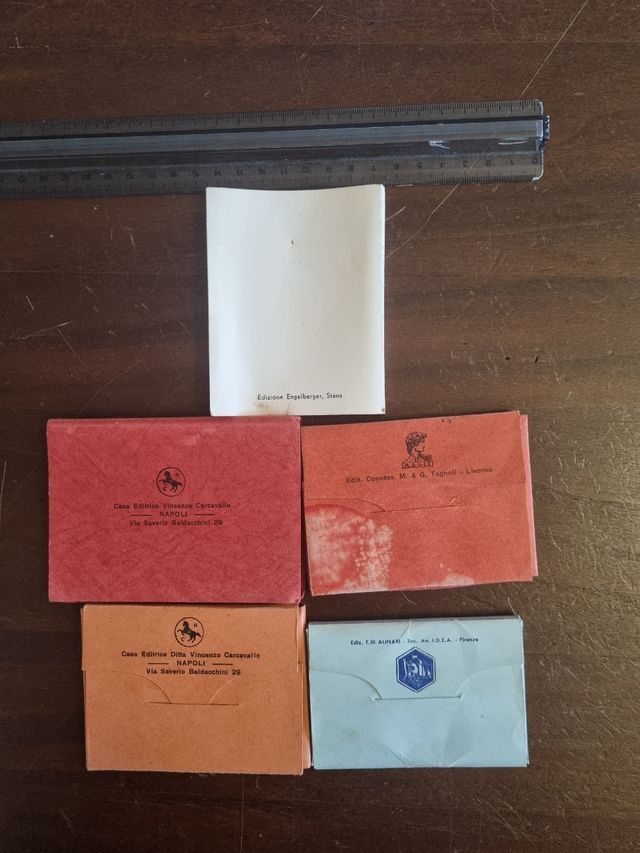 Edizione Engelberger, Stans
Casa Editrice Vincenzo Carcavallo
NAPOLI
Via Saverio Baldacchini 29
Ediz. Concess. M. & G. Tognoli - Livorno
Casa Editrice Ditta Vincenzo Carcavallo
NAPOLI
Via Saverio Baldacchini 29
Ediz. F.lli ALINARI - Soc. An. I.D.E.A. - Firenze